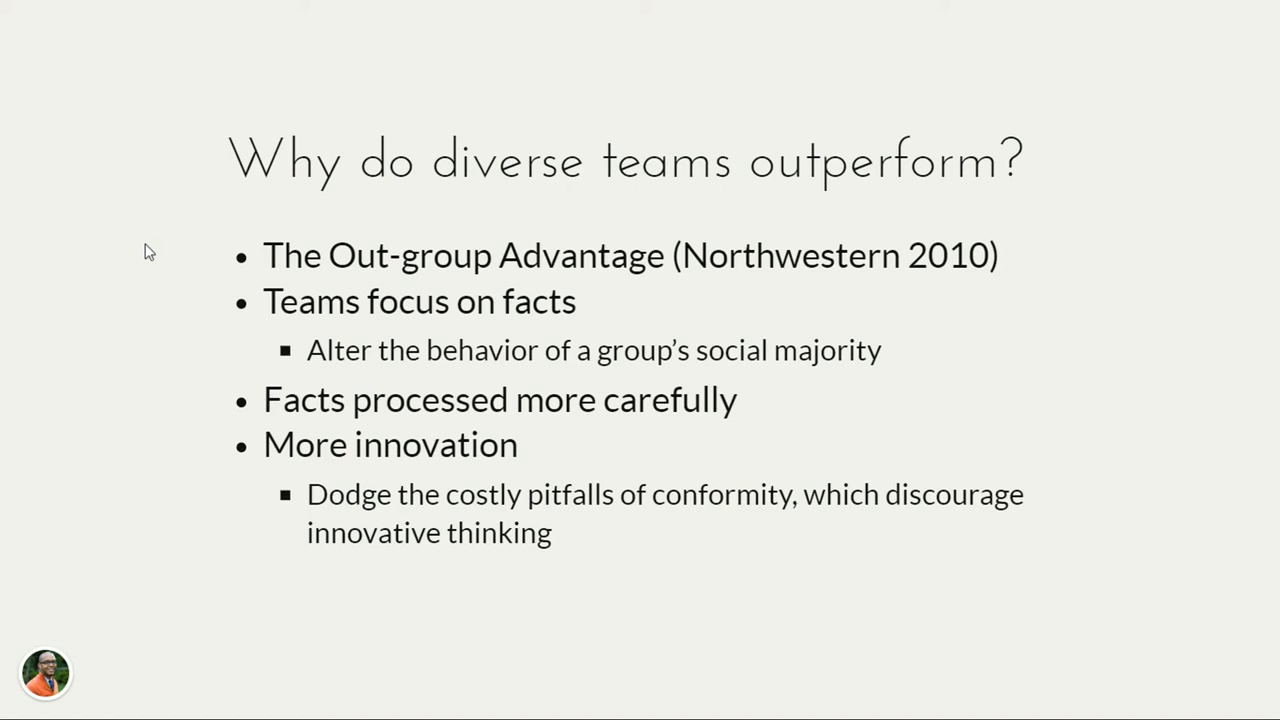 Why do diverse teams outperform?
• The Out-group Advantage (Northwestern 2010)
• Teams focus on facts
▪ Alter the behavior of a group’s social majority
• Facts processed more carefully
• More innovation
▪ Dodge the costly pitfalls of conformity, which discourage
innovative thinking